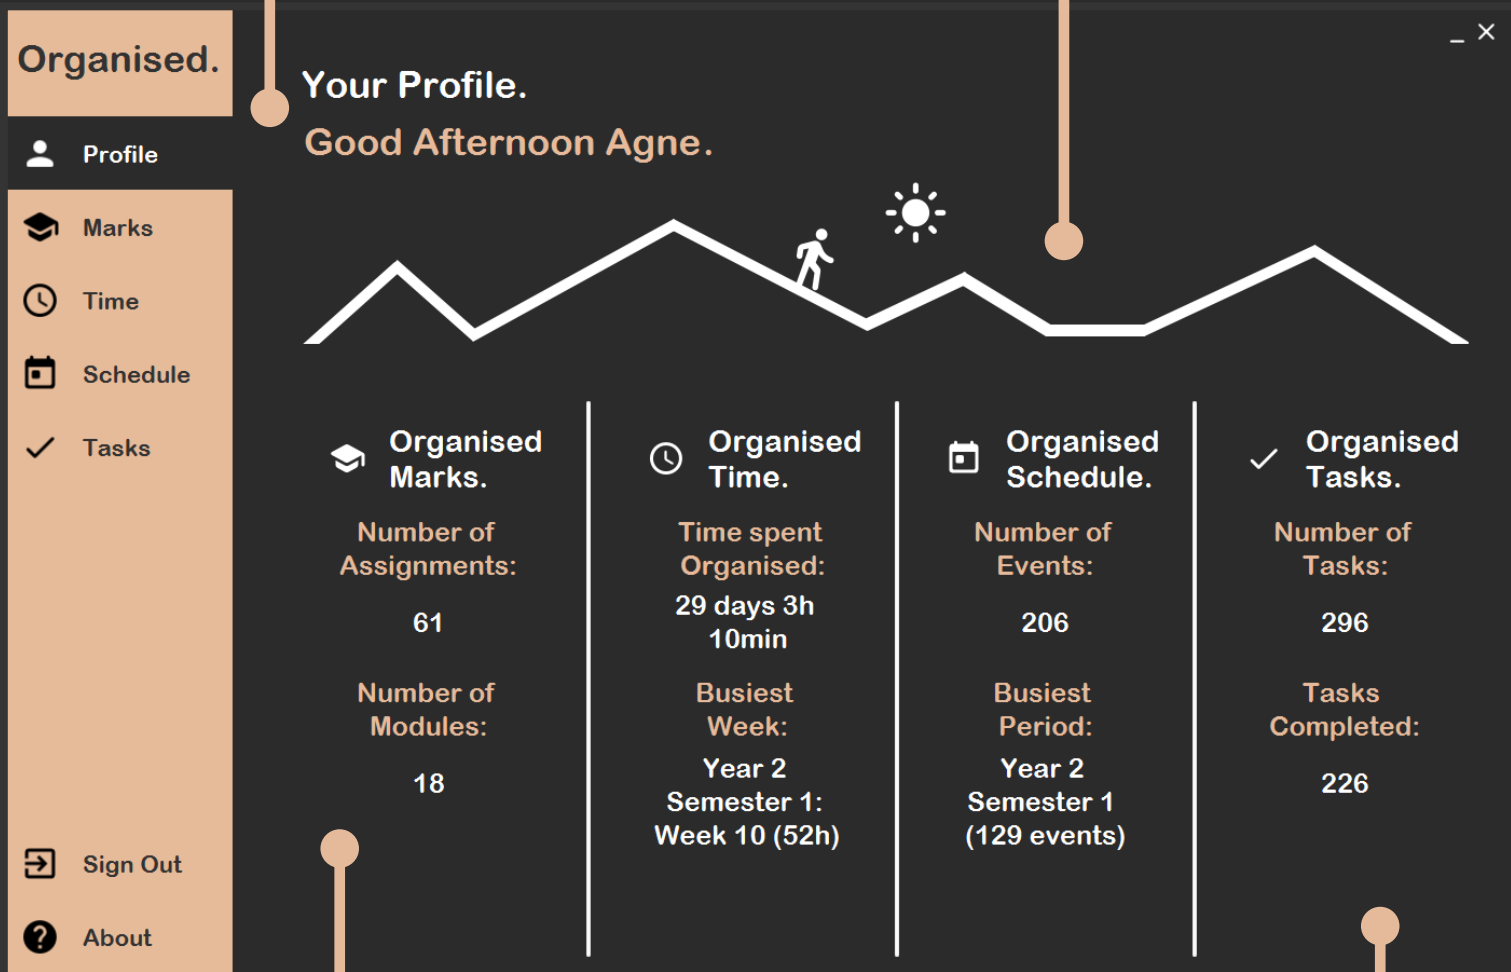 Organised.
Profile
Marks
Time
Schedule
Tasks
Sign Out
About
Your Profile.
Good Afternoon Agne.
Organised
Marks.
Number of
Assignments:
61
Number of
Modules:
18
Organised
Time.
Time spent
Organised:
29 days 3h
10min
Busiest
Week:
Year 2
Semester 1:
Week 10 (52h)
Organised
Schedule.
Number of
Events:
206
Busiest
Period:
Year 2
Semester 1
(129 events)
Organised
Tasks.
Number of
Tasks:
296
Tasks
Completed:
226